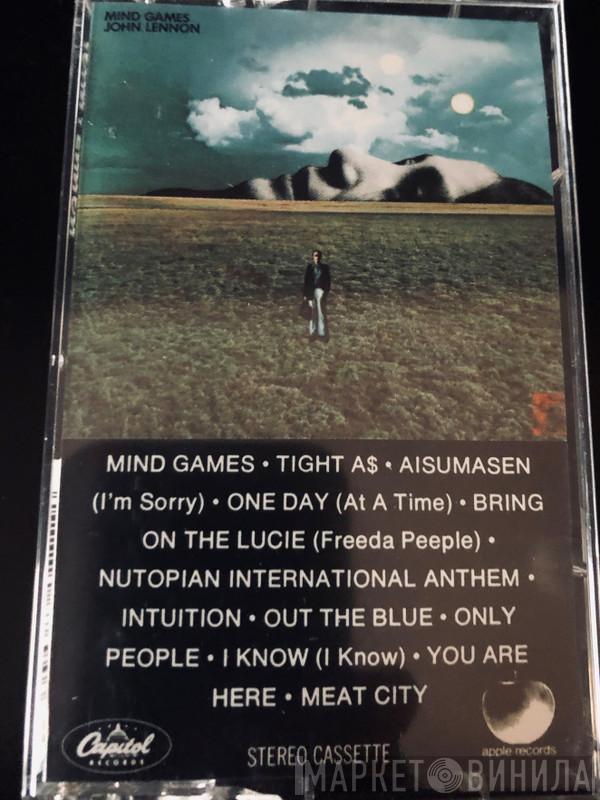 MIND GAMES
JOHN LENNON
MIND GAMES • TIGHT A$ • AISUMASEN
(I'm Sorry) • ONE DAY (At A Time) • BRING
ON THE LUCIE (Freeda Peeple) •
NUTOPIAN INTERNATIONAL ANTHEM •
INTUITION • OUT THE BLUE • ONLY
PEOPLE • I KNOW (I Know) • YOU ARE
HERE • MEAT CITY
Capitol
RECORDS
STEREO CASSETTE
apple records
МАРКЕТ ВИНИЛА